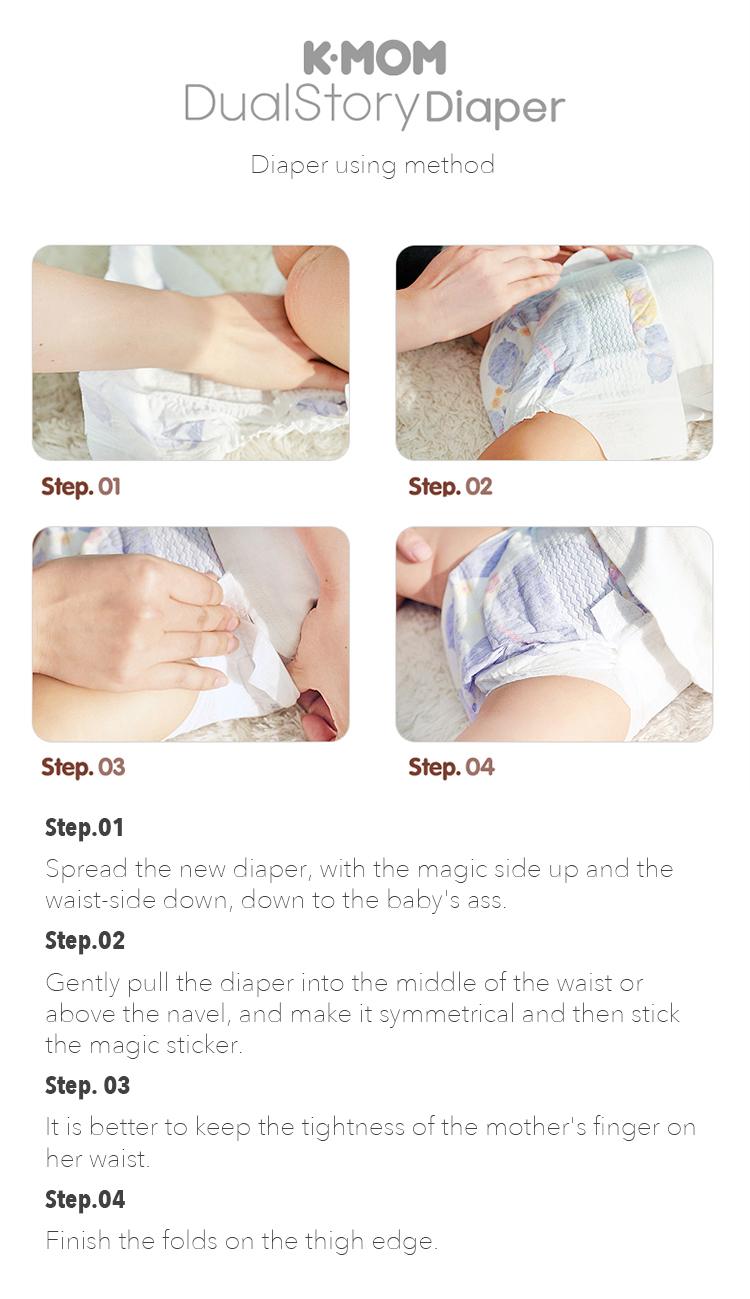 K·MOM
DualStory Diaper
Diaper using method
Step. 01
Step. 02
Step. 03
Step. 04
Step.01
Spread the new diaper, with the magic side up and the
waist-side down, down to the baby's ass.
Step.02
Gently pull the diaper into the middle of the waist or
above the navel, and make it symmetrical and then stick
the magic sticker.
Step. 03
It is better to keep the tightness of the mother's finger on
her waist.
Step.04
Finish the folds on the thigh edge.